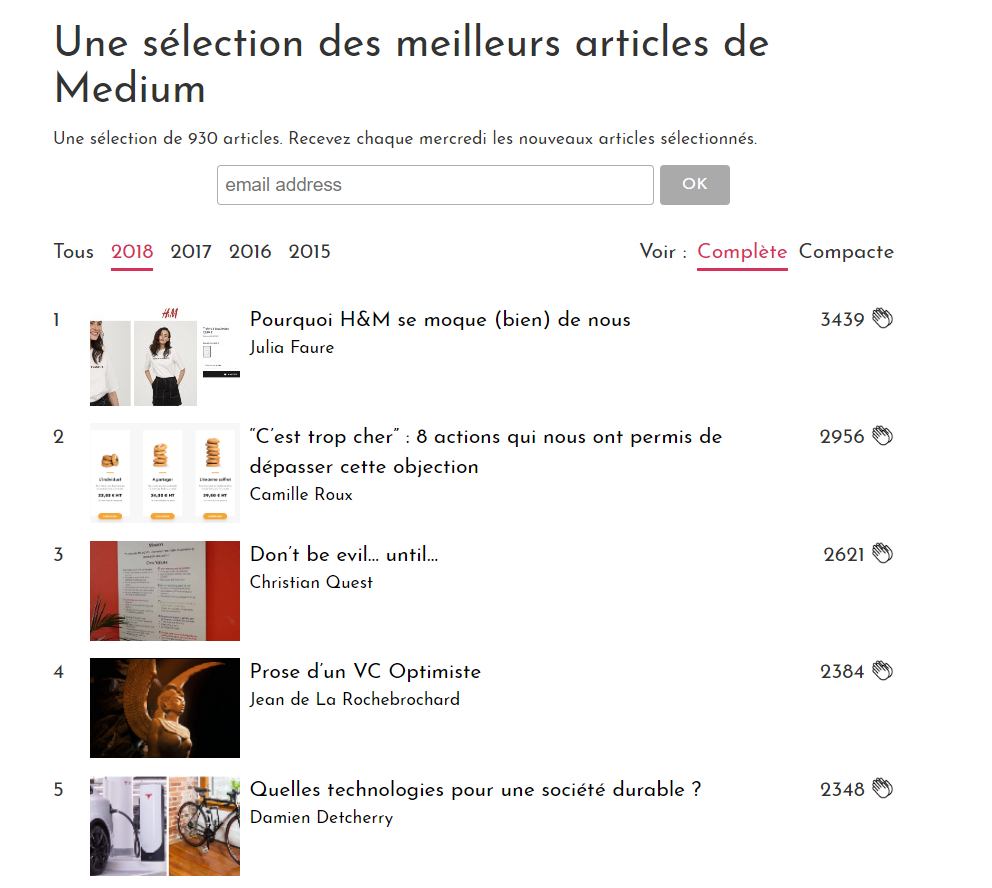 Une sélection des meilleurs articles de
Medium
Une sélection de 930 articles. Recevez chaque mercredi les nouveaux articles sélectionnés.
email address OK
Tous 2018 2017 2016 2015 Voir : Complète Compacte
1 H&M Pourquoi H&M se moque (bien) de nous 3439
Julia Faure
2 “C’est trop cher” : 8 actions qui nous ont permis de 2956
dépasser cette objection
Camille Roux
L'individuel A partager
3 Don’t be evil… until… 2621
Christian Quest
4 Prose d’un VC Optimiste 2384
Jean de La Rochebrochard
5 Quelles technologies pour une société durable ? 2348
Damien Detcherry